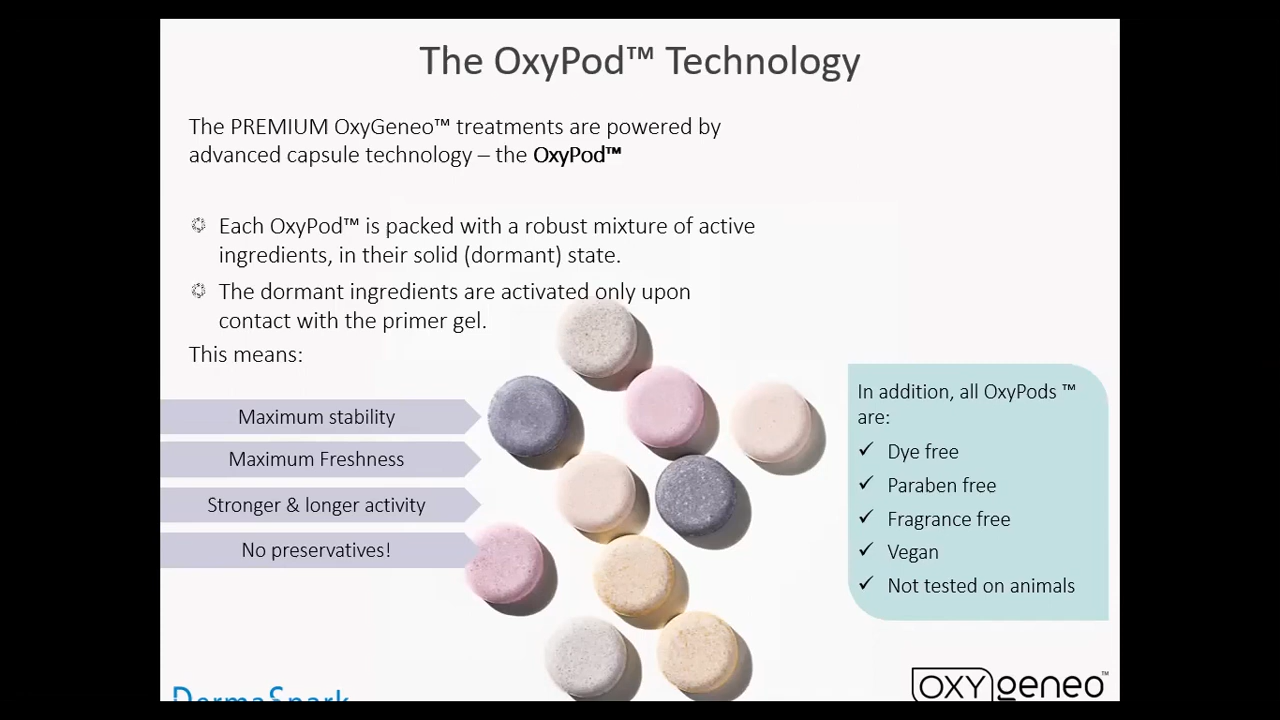 The OxyPod™ Technology
The PREMIUM OxyGeneo™ treatments are powered by
advanced capsule technology – the OxyPod™
Each OxyPod™ is packed with a robust mixture of active
ingredients, in their solid (dormant) state.
The dormant ingredients are activated only upon
contact with the primer gel.
This means:
Maximum stability
Maximum Freshness
Stronger & longer activity
No preservatives!
In addition, all OxyPods ™
are:
Dye free
Paraben free
Fragrance free
Vegan
Not tested on animals
DermaSpark
OXYgeneo™